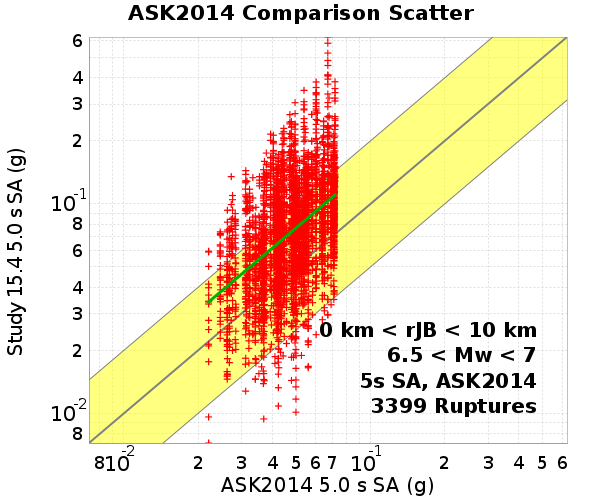 ASK2014 Comparison Scatter
6
4
3
2
10-1
8
6
4
3
2
10-2
8
Study 15.4 5.0 s SA (g)
0 km < rJB < 10 km
6.5 < Mw < 7
5s SA, ASK2014
3399 Ruptures
8 10-2 2 3 4 5 6 7 10-1 2 3 4 5 6
ASK2014 5.0 s SA (g)